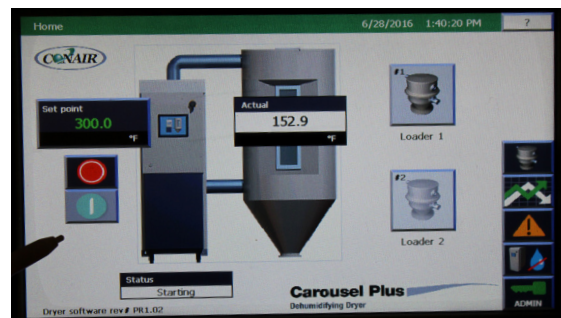 Home 6/28/2016 1:40:20 PM ?
CONAIR
#1
Set point
300.0
°F
Actual
152.9
°F
Loader 1
#2
Loader 2
Status
Starting
Carousel Plus
Dehumidifying Dryer
Dryer software rev# PR1.02
ADMIN